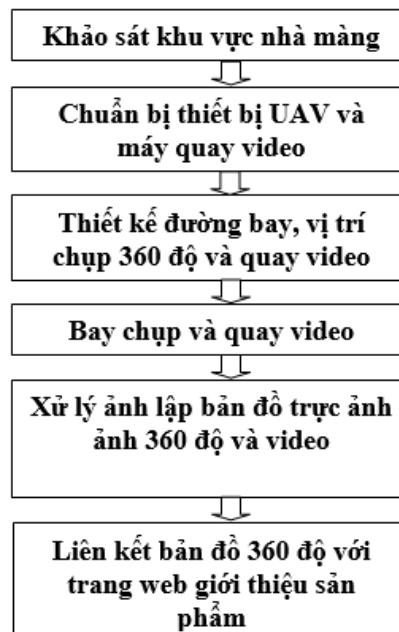 Khảo sát khu vực nhà màng
Chuẩn bị thiết bị UAV và
máy quay video
Thiết kế đường bay, vị trí
chụp 360 độ và quay video
Bay chụp và quay video
Xử lý ảnh lập bản đồ trực ảnh
ảnh 360 độ và video
Liên kết bản đồ 360 độ với
trang web giới thiệu sản
phẩm